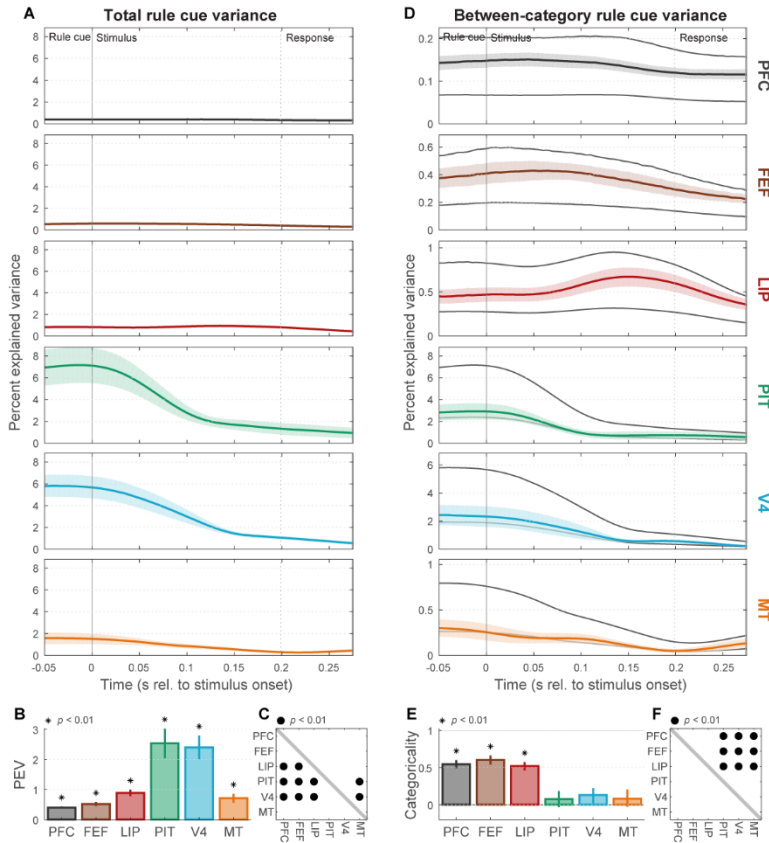 A Total rule cue variance
Rule cue Stimulus Response
8
6
4
2
0
8
6
4
2
0
8
6
4
2
0
Percent explained variance
8
6
4
2
0
8
6
4
2
0
8
6
4
2
0
-0.05 0 0.05 0.1 0.15 0.2 0.25
Time (s rel. to stimulus onset)
D Between-category rule cue variance
Rule cue Stimulus Response
0.2
0.1
0
PFC
0.6
0.4
0.2
0
FEF
1
0.5
0
LIP
Percent explained variance
8
6
4
2
0
PIT
8
6
4
2
0
V4
1
0.5
0
MT
-0.05 0 0.05 0.1 0.15 0.2 0.25
Time (s rel. to stimulus onset)
B * p < 0.01
PEV
3
2
1
0
* * * * * *
PFC FEF LIP PIT V4 MT
C ● p < 0.01
PFC
FEF
LIP
PIT
V4
MT
PFC FEF LIP PIT V4 MT
E * p < 0.01
Categoricality
1
0.5
0
* * *
PFC FEF LIP PIT V4 MT
F ● p < 0.01
PFC
FEF
LIP
PIT
V4
MT
PFC FEF LIP PIT V4 MT